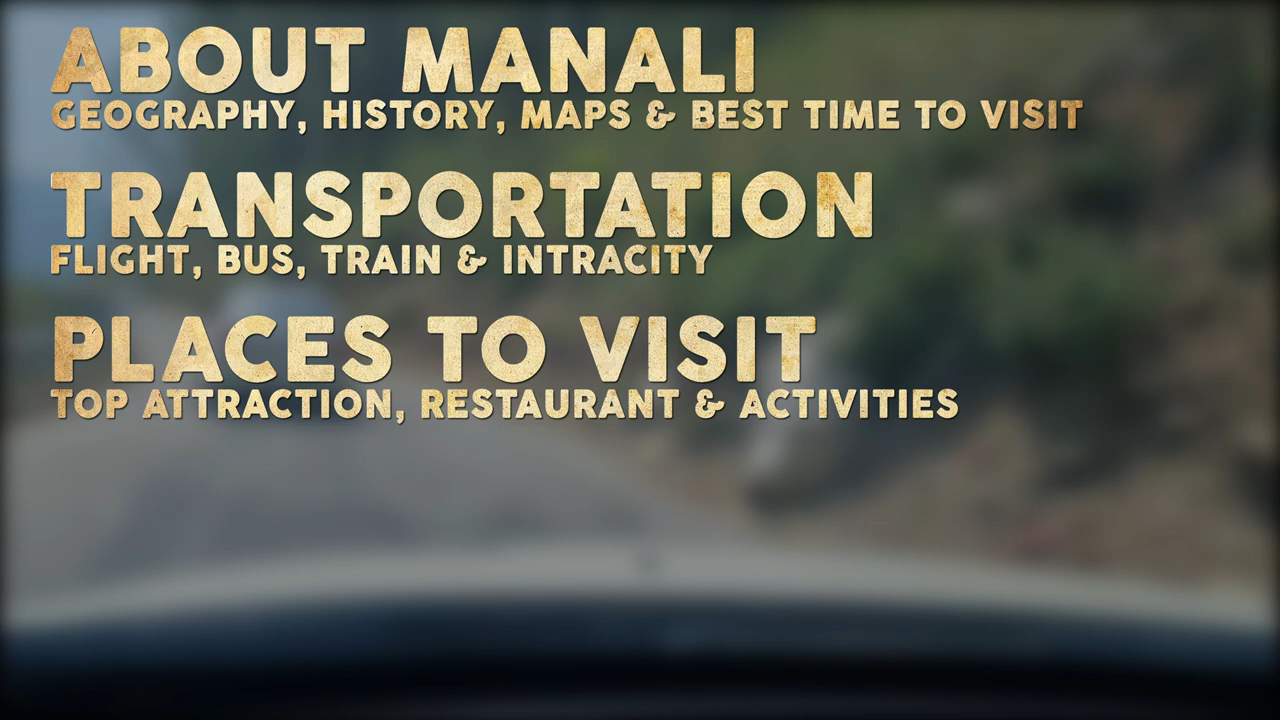 ABOUT MANALI
GEOGRAPHY, HISTORY, MAPS & BEST TIME TO VISIT
TRANSPORTATION
FLIGHT, BUS, TRAIN & INTRACITY
PLACES TO VISIT
TOP ATTRACTION, RESTAURANT & ACTIVITIES